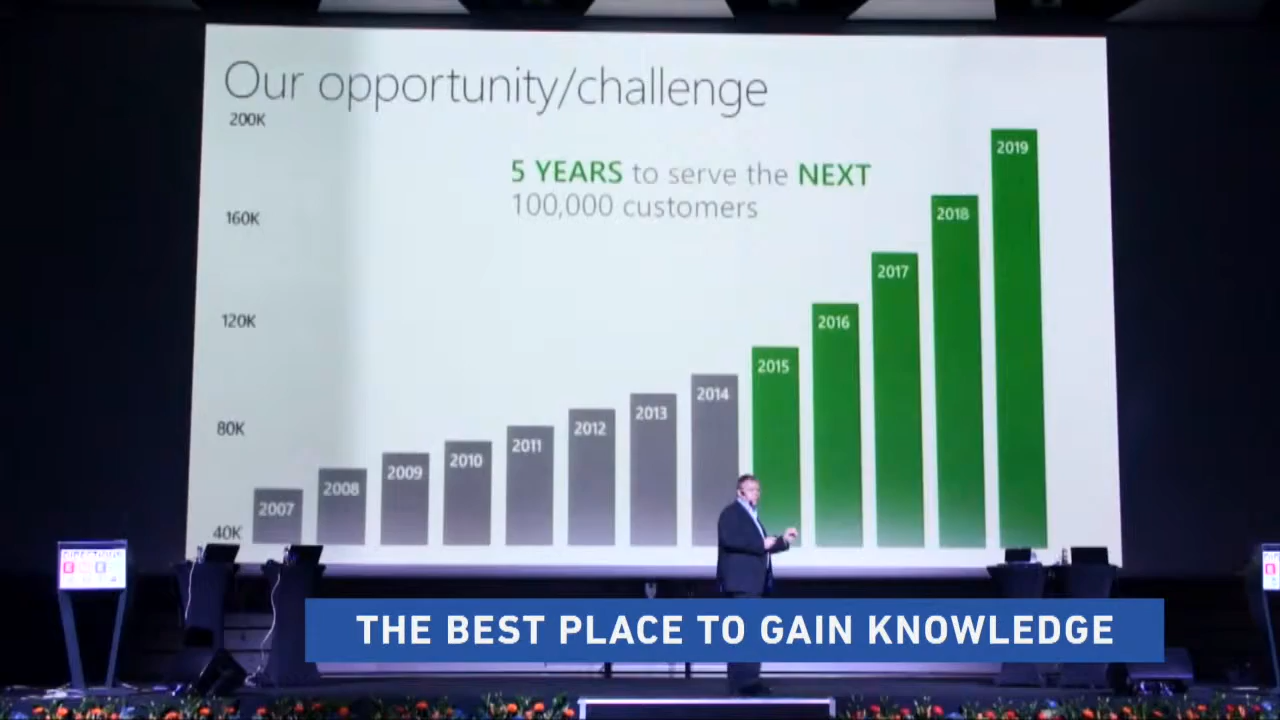 Our opportunity/challenge
200K
160K
120K
80K
40K
5 YEARS to serve the NEXT
100,000 customers
2007
2008
2009
2010
2011
2012
2013
2014
2015
2016
2017
2018
2019
THE BEST PLACE TO GAIN KNOWLEDGE